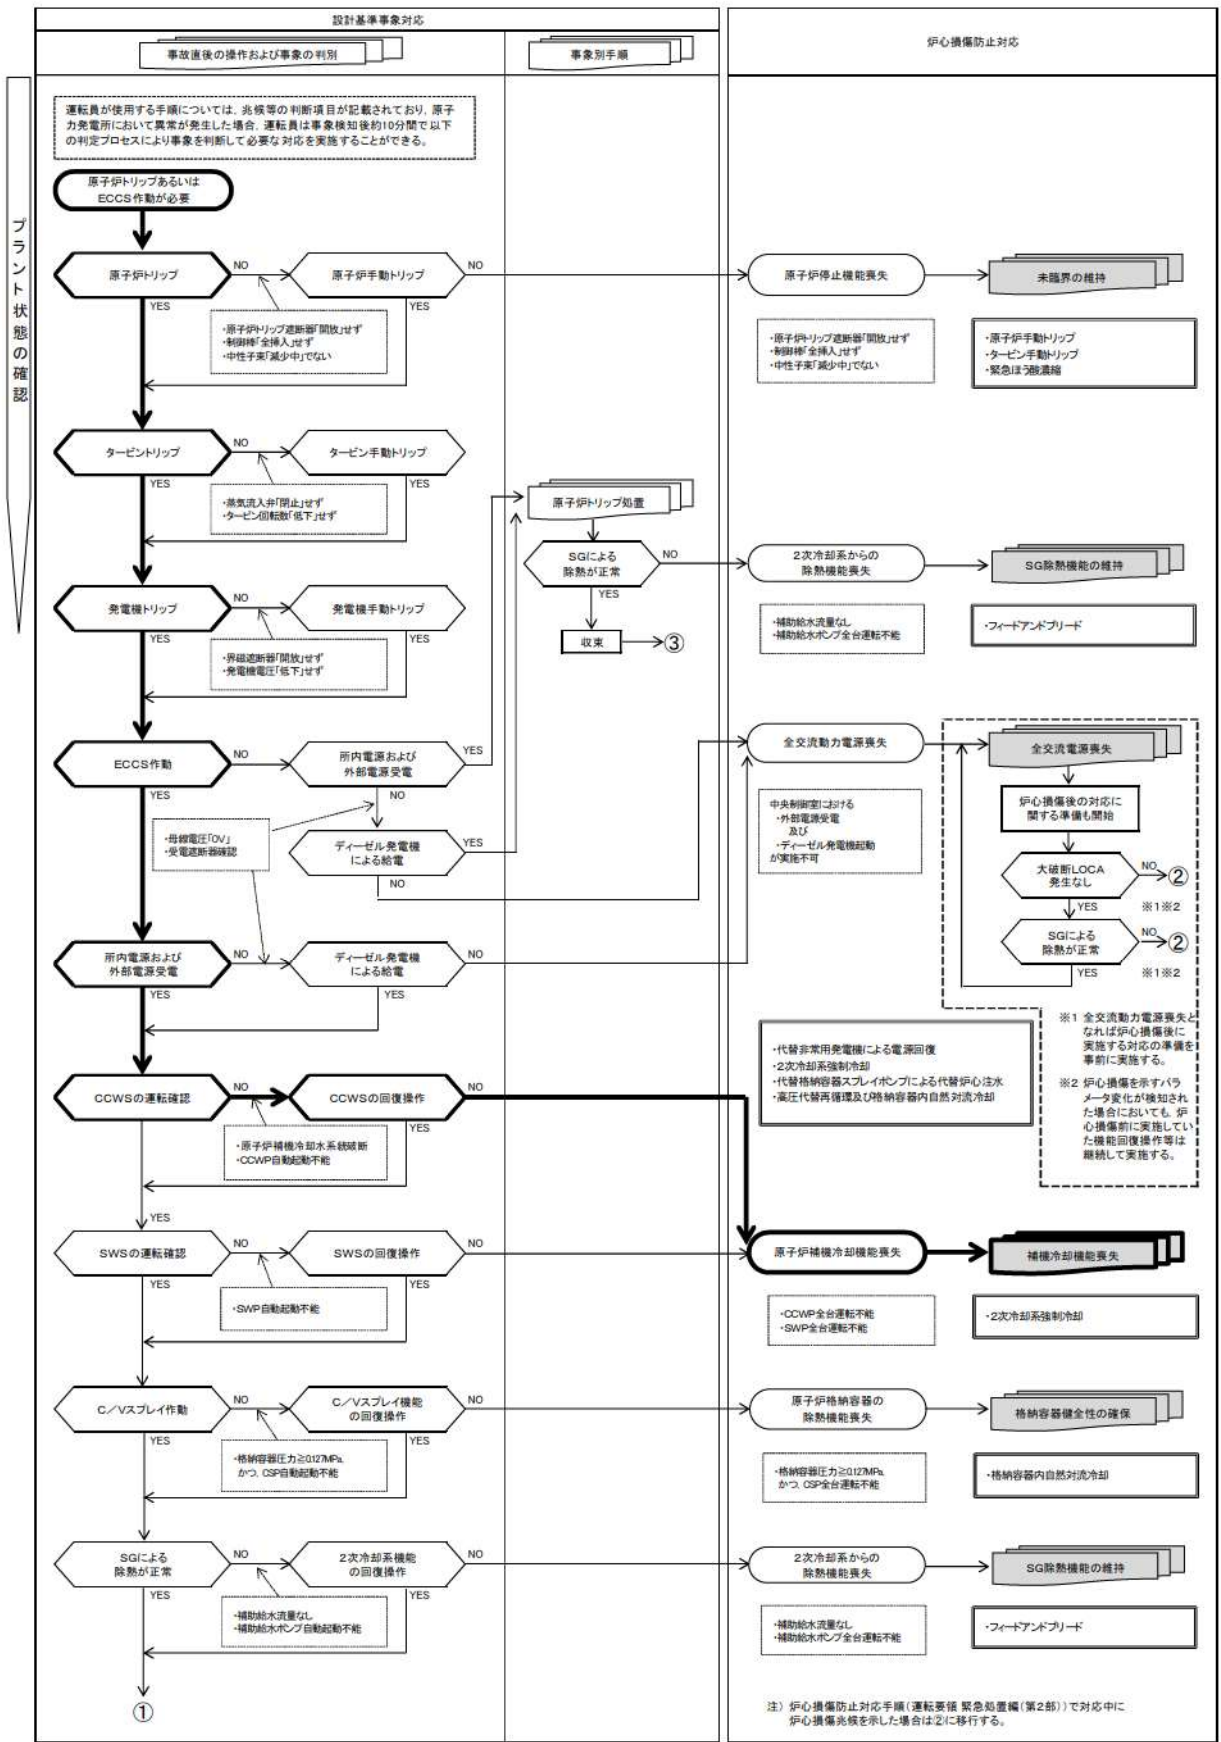 設計基準事象対応
事故直後の操作および事象の判別
事象別手順
炉心損傷防止対応
プラント状態の確認
運転員が使用する手順については、兆候等の判断項目が記載されており、原子
力発電所において異常が発生した場合、運転員は事象検知後約10分間で以下
の判定プロセスにより事象を判断して必要な対応を実施することができる。
原子炉トリップあるいは
ECCS作動が必要
原子炉トリップ
NO
YES
原子炉手動トリップ
NO
YES
・原子炉トリップ遮断器「開放」せず
・制御棒「全挿入」せず
・中性子束「減少中」でない
原子炉停止機能喪失
・原子炉トリップ遮断器「開放」せず
・制御棒「全挿入」せず
・中性子束「減少中」でない
未臨界の維持
・原子炉手動トリップ
・タービン手動トリップ
・緊急ほう酸濃縮
タービントリップ
NO
YES
タービン手動トリップ
YES
・蒸気流入弁「閉止」せず
・タービン回転数「低下」せず
原子炉トリップ処置
SGによる
除熱が正常
NO
YES
収束
③
2次冷却系からの
除熱機能喪失
・補助給水流量なし
・補助給水ポンプ全台運転不能
SG除熱機能の維持
・フィードアンドブリード
発電機トリップ
NO
YES
発電機手動トリップ
YES
・界磁遮断器「開放」せず
・発電機電圧「低下」せず
ECCS作動
NO
YES
所内電源および
外部電源受電
YES
NO
・母線電圧「0V」
・受電遮断器確認
ディーゼル発電機
による給電
YES
NO
全交流動力電源喪失
中央制御室における
・外部電源受電
及び
・ディーゼル発電機起動
が実施不可
全交流電源喪失
炉心損傷後の対応に
関する準備も開始
大破断LOCA
発生なし
NO
②
YES
※1※2
SGによる
除熱が正常
NO
②
YES
※1※2
※1 全交流動力電源喪失と
なれば炉心損傷後に
実施する対応の準備を
事前に実施する。
※2 炉心損傷を示すパラ
メータ変化が検知され
た場合においても、炉
心損傷前に実施してい
た機能回復操作等は
継続して実施する。
所内電源および
外部電源受電
NO
YES
ディーゼル発電機
による給電
NO
YES
・代替非常用発電機による電源回復
・2次冷却系強制冷却
・代替格納容器スプレイポンプによる代替炉心注水
・高圧代替再循環及び格納容器内自然対流冷却
CCWSの運転確認
NO
YES
CCWSの回復操作
NO
YES
・原子炉補機冷却水系統破断
・CCWP自動起動不能
SWSの運転確認
NO
YES
SWSの回復操作
NO
YES
・SWP自動起動不能
原子炉補機冷却機能喪失
・CCWP全台運転不能
・SWP全台運転不能
補機冷却機能喪失
・2次冷却系強制冷却
C／Vスプレイ作動
NO
YES
C／Vスプレイ機能
の回復操作
NO
YES
・格納容器圧力≧0.127MPa、
かつ、CSP自動起動不能
原子炉格納容器の
除熱機能喪失
・格納容器圧力≧0.127MPa、
かつ、CSP全台運転不能
格納容器健全性の確保
・格納容器内自然対流冷却
SGによる
除熱が正常
NO
YES
2次冷却系機能
の回復操作
NO
YES
・補助給水流量なし
・補助給水ポンプ自動起動不能
2次冷却系からの
除熱機能喪失
・補助給水流量なし
・補助給水ポンプ全台運転不能
SG除熱機能の維持
・フィードアンドブリード
①
注） 炉心損傷防止対応手順（運転要領 緊急処置編（第2部））で対応中に
炉心損傷兆候を示した場合は②に移行する。